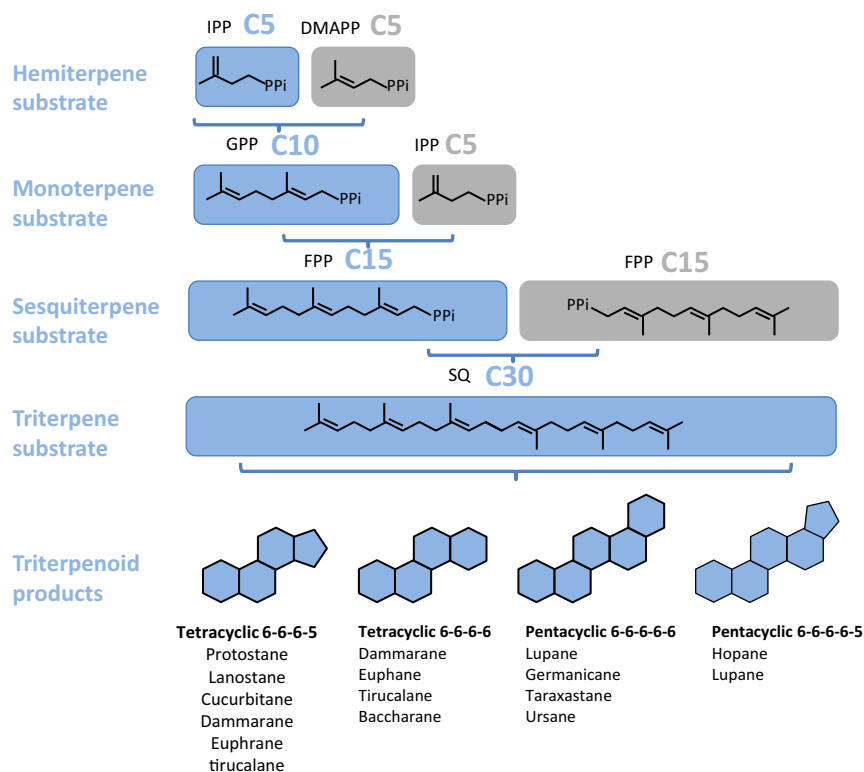 IPP C5 DMAPP C5
Hemiterpene
substrate
PPi PPi
GPP C10 IPP C5
Monoterpene
substrate
PPi PPi
FPP C15 FPP C15
Sesquiterpene
substrate
PPi PPi
SQ C30
Triterpene
substrate
Triterpenoid
products
Tetracyclic 6-6-6-5
Protostane
Lanostane
Cucurbitane
Dammarane
Euphrane
tirucalane
Tetracyclic 6-6-6-6
Dammarane
Euphane
Tirucalane
Baccharane
Pentacyclic 6-6-6-6-6
Lupane
Germanicane
Taraxastane
Ursane
Pentacyclic 6-6-6-6-5
Hopane
Lupane